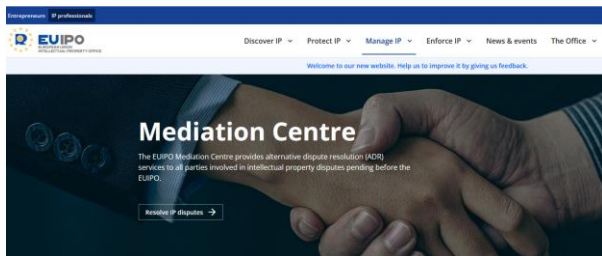 Entrepreneurs IP professionals
EUIPO
EUROPEAN UNION
INTELLECTUAL PROPERTY OFFICE
Discover IP Protect IP Manage IP Enforce IP News & events The Office
Welcome to our new website. Help us to improve it by giving us feedback.
Mediation Centre
The EUIPO Mediation Centre provides alternative dispute resolution (ADR)
services to all parties involved in intellectual property disputes pending before the
EUIPO.
Resolve IP disputes →